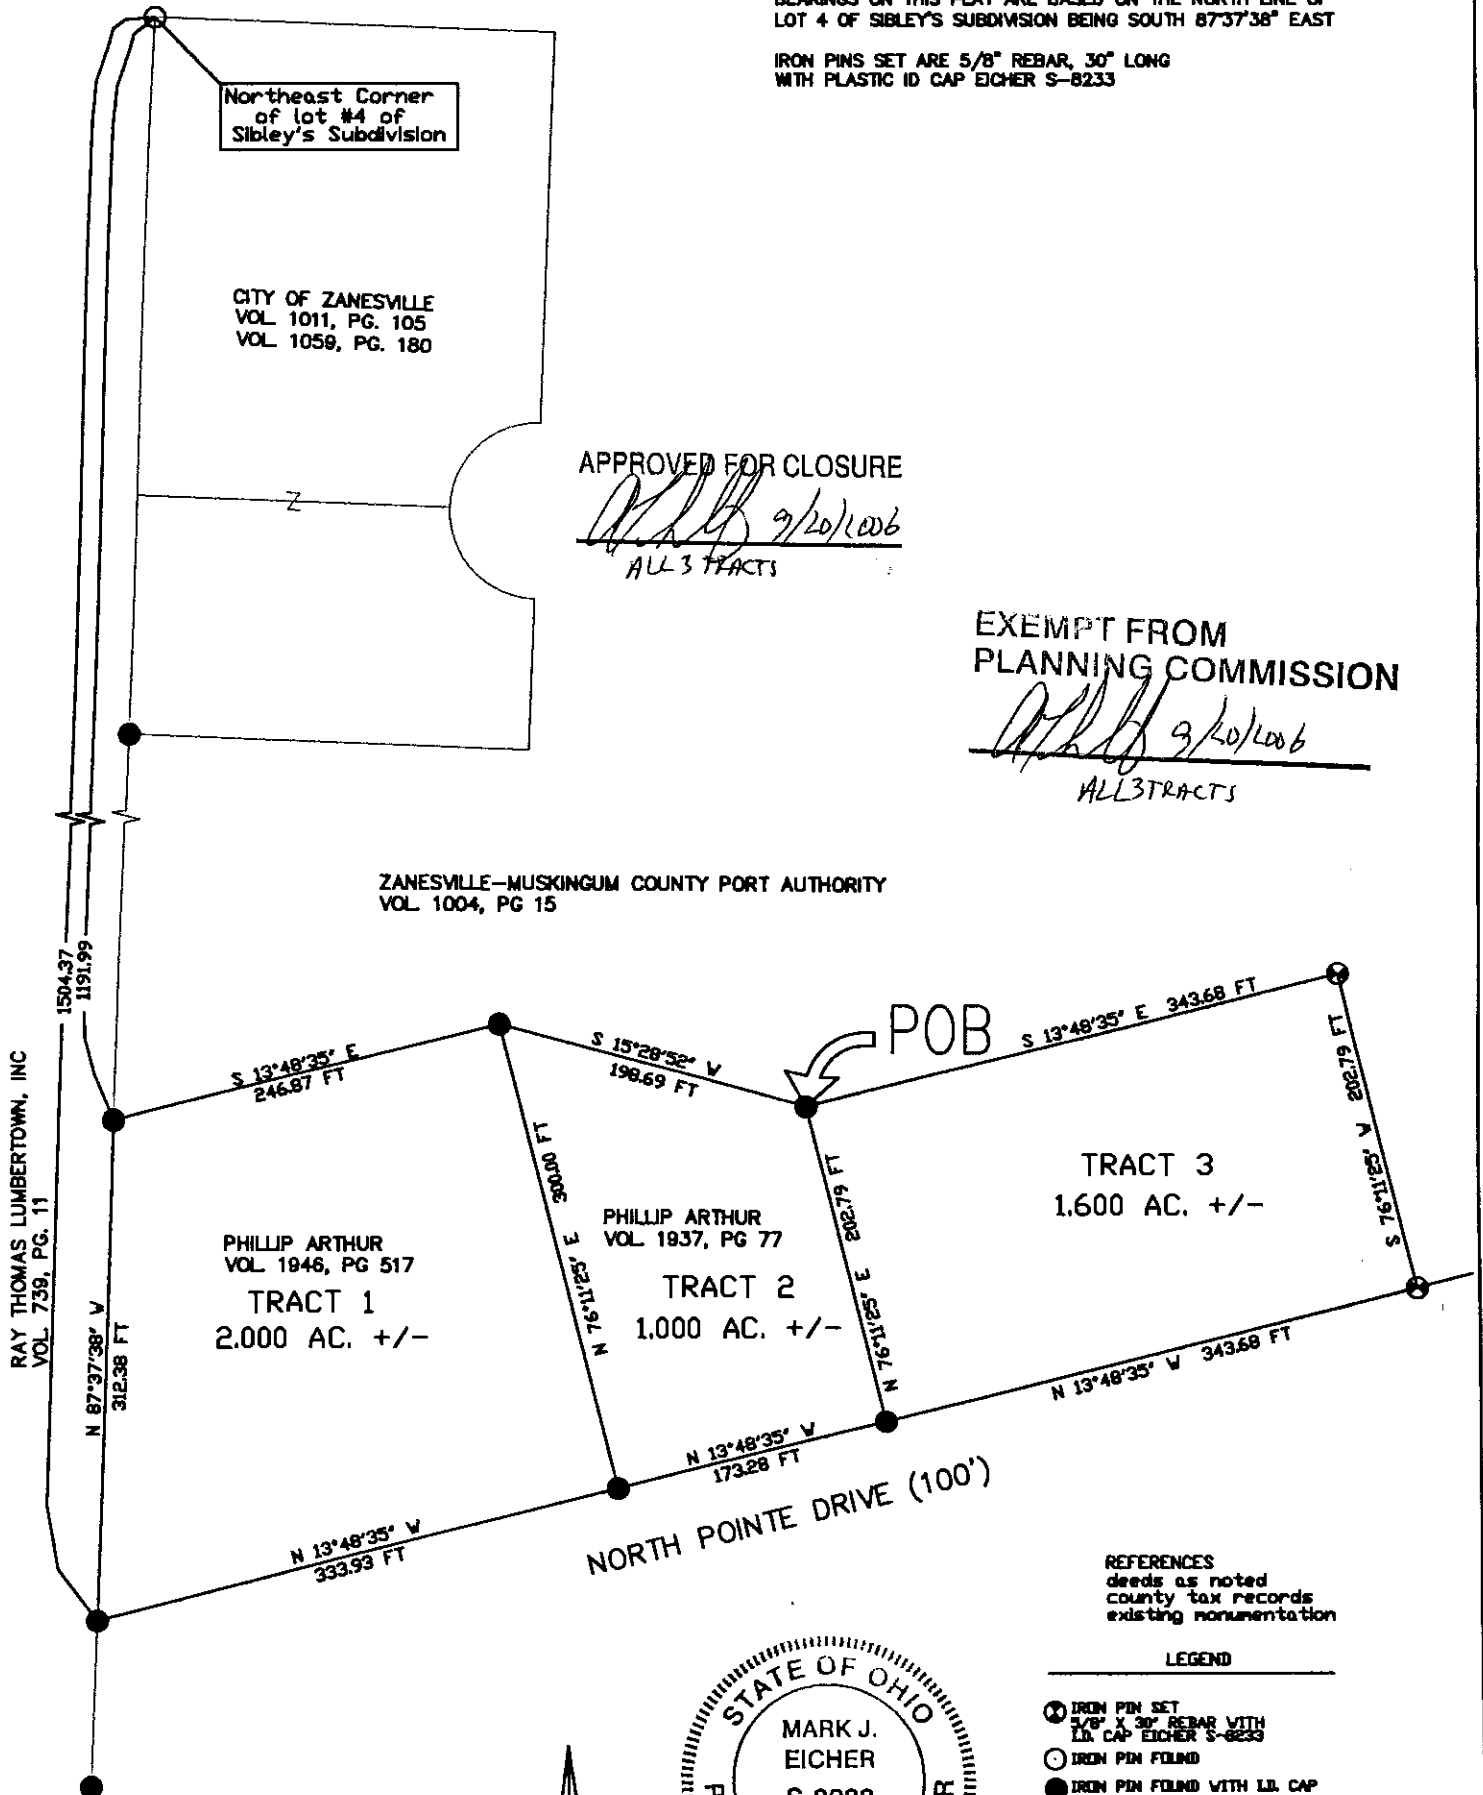 BEARINGS ON THIS PLAT ARE BASED ON THE NORTH LINE OF
LOT 4 OF SIBLEY'S SUBDIVISION BEING SOUTH 87°37'38" EAST
IRON PINS SET ARE 5/8" REBAR, 30" LONG
WITH PLASTIC ID CAP EICHER S-8233
Northeast Corner
of lot #4 of
Sibley's Subdivision
CITY OF ZANESVILLE
VOL 1011, PG. 105
VOL 1059, PG. 180
Z
APPROVED FOR CLOSURE
9/20/2006
ALL 3 TRACTS
EXEMPT FROM
PLANNING COMMISSION
9/20/2006
ALL 3 TRACTS
ZANESVILLE-MUSKINGUM COUNTY PORT AUTHORITY
VOL 1004, PG 15
1504.37
1191.99
RAY THOMAS LUMBERTOWN, INC
VOL. 739, PG. 11
S 13°48'35" E
246.87 FT
S 15°28'52" W
198.69 FT
POB
S 13°48'35" E 343.68 FT
S 76°11'25" W 202.79 FT
N 76°11'25" E 300.00 FT
N 76°11'25" E 202.79 FT
TRACT 3
1.600 AC. +/-
PHILLIP ARTHUR
VOL 1937, PG 77
TRACT 2
1.000 AC. +/-
PHILLIP ARTHUR
VOL 1946, PG 517
TRACT 1
2.000 AC. +/-
N 87°37'38" W
312.38 FT
N 13°48'35" W 343.68 FT
N 13°48'35" W
173.28 FT
N 13°48'35" W
333.93 FT
NORTH POINTE DRIVE (100')
REFERENCES
deeds as noted
county tax records
existing monumentation
LEGEND
IRON PIN SET
5/8" X 30" REBAR WITH
I.D. CAP EICHER S-8233
IRON PIN FOUND
IRON PIN FOUND WITH I.D. CAP
STATE OF OHIO
MARK J.
EICHER